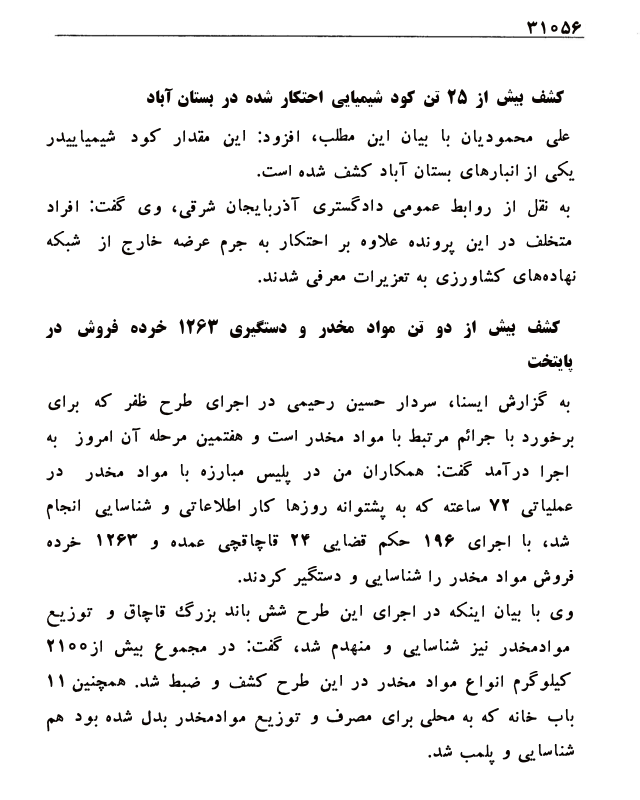 ۳۱۰۵۶
کشف بیش از ۲۵ تن کود شیمیایی احتکار شده در بستان آباد
علی محمودیان با بیان این مطلب، افزود: این مقدار کود شیمیاییدر
یکی از انبارهای بستان آباد کشف شده است.
به نقل از روابط عمومی دادگستری آذربایجان شرقی، وی گفت: افراد
متخلف در این پرونده علاوه بر احتکار به جرم عرضه خارج از شبکه
نهاده‌های کشاورزی به تعزیرات معرفی شدند.
کشف بیش از دو تن مواد مخدر و دستگیری ۱۲۶۳ خرده فروش در
پایتخت
به گزارش ایسنا، سردار حسین رحیمی در اجرای طرح ظفر که برای
برخورد با جرائم مرتبط با مواد مخدر است و هفتمین مرحله آن امروز به
اجرا درآمد گفت: همکاران من در پلیس مبارزه با مواد مخدر در
عملیاتی ۷۲ ساعته که به پشتوانه روزها کار اطلاعاتی و شناسایی انجام
شد، با اجرای ۱۹۶ حکم قضایی ۲۴ قاچاقچی عمده و ۱۲۶۳ خرده
فروش مواد مخدر را شناسایی و دستگیر کردند.
وی با بیان اینکه در اجرای این طرح شش باند بزرگ قاچاق و توزیع
موادمخدر نیز شناسایی و منهدم شد، گفت: در مجموع بیش از۲۱۰۰
کیلوگرم انواع مواد مخدر در این طرح کشف و ضبط شد. همچنین ۱۱
باب خانه که به محلی برای مصرف و توزیع موادمخدر بدل شده بود هم
شناسایی و پلمب شد.